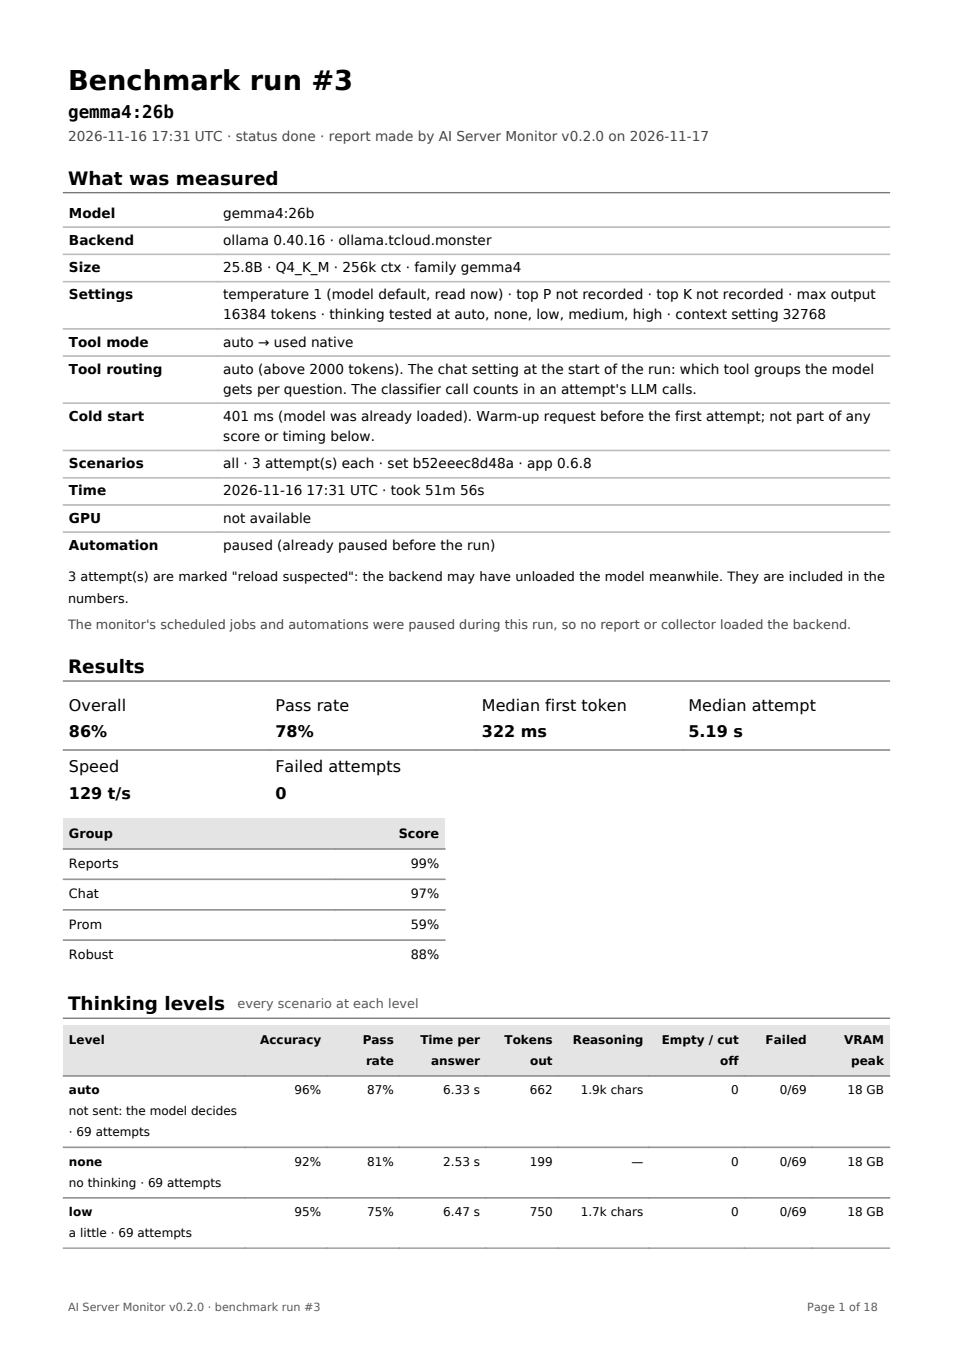 Benchmark run #3
gemma4:26b
2026-11-16 17:31 UTC · status done · report made by AI Server Monitor v0.2.0 on 2026-11-17
What was measured
Model gemma4:26b
Backend ollama 0.40.16 · ollama.tcloud.monster
Size 25.8B · Q4_K_M · 256k ctx · family gemma4
Settings temperature 1 (model default, read now) · top P not recorded · top K not recorded · max output
16384 tokens · thinking tested at auto, none, low, medium, high · context setting 32768
Tool mode auto → used native
Tool routing auto (above 2000 tokens). The chat setting at the start of the run: which tool groups the model
gets per question. The classifier call counts in an attempt's LLM calls.
Cold start 401 ms (model was already loaded). Warm-up request before the first attempt; not part of any
score or timing below.
Scenarios all · 3 attempt(s) each · set b52eeec8d48a · app 0.6.8
Time 2026-11-16 17:31 UTC · took 51m 56s
GPU not available
Automation paused (already paused before the run)
3 attempt(s) are marked "reload suspected": the backend may have unloaded the model meanwhile. They are included in the
numbers.
The monitor's scheduled jobs and automations were paused during this run, so no report or collector loaded the backend.
Results
Overall Pass rate Median first token Median attempt
86% 78% 322 ms 5.19 s
Speed Failed attempts
129 t/s 0
Group Score
Reports 99%
Chat 97%
Prom 59%
Robust 88%
Thinking levels every scenario at each level
Level Accuracy Pass Time per Tokens Reasoning Empty / cut Failed VRAM
rate answer out off peak
auto 96% 87% 6.33 s 662 1.9k chars 0 0/69 18 GB
not sent: the model decides
· 69 attempts
none 92% 81% 2.53 s 199 — 0 0/69 18 GB
no thinking · 69 attempts
low 95% 75% 6.47 s 750 1.7k chars 0 0/69 18 GB
a little · 69 attempts
AI Server Monitor v0.2.0 · benchmark run #3 Page 1 of 18